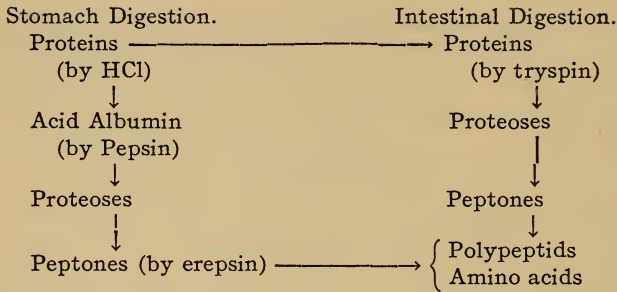 Stomach Digestion. Intestinal Digestion.
Proteins Proteins
(by HCl) (by tryspin)
Acid Albumin Proteoses
(by Pepsin)
Proteoses Peptones
Peptones (by erepsin) Polypeptids
Amino acids